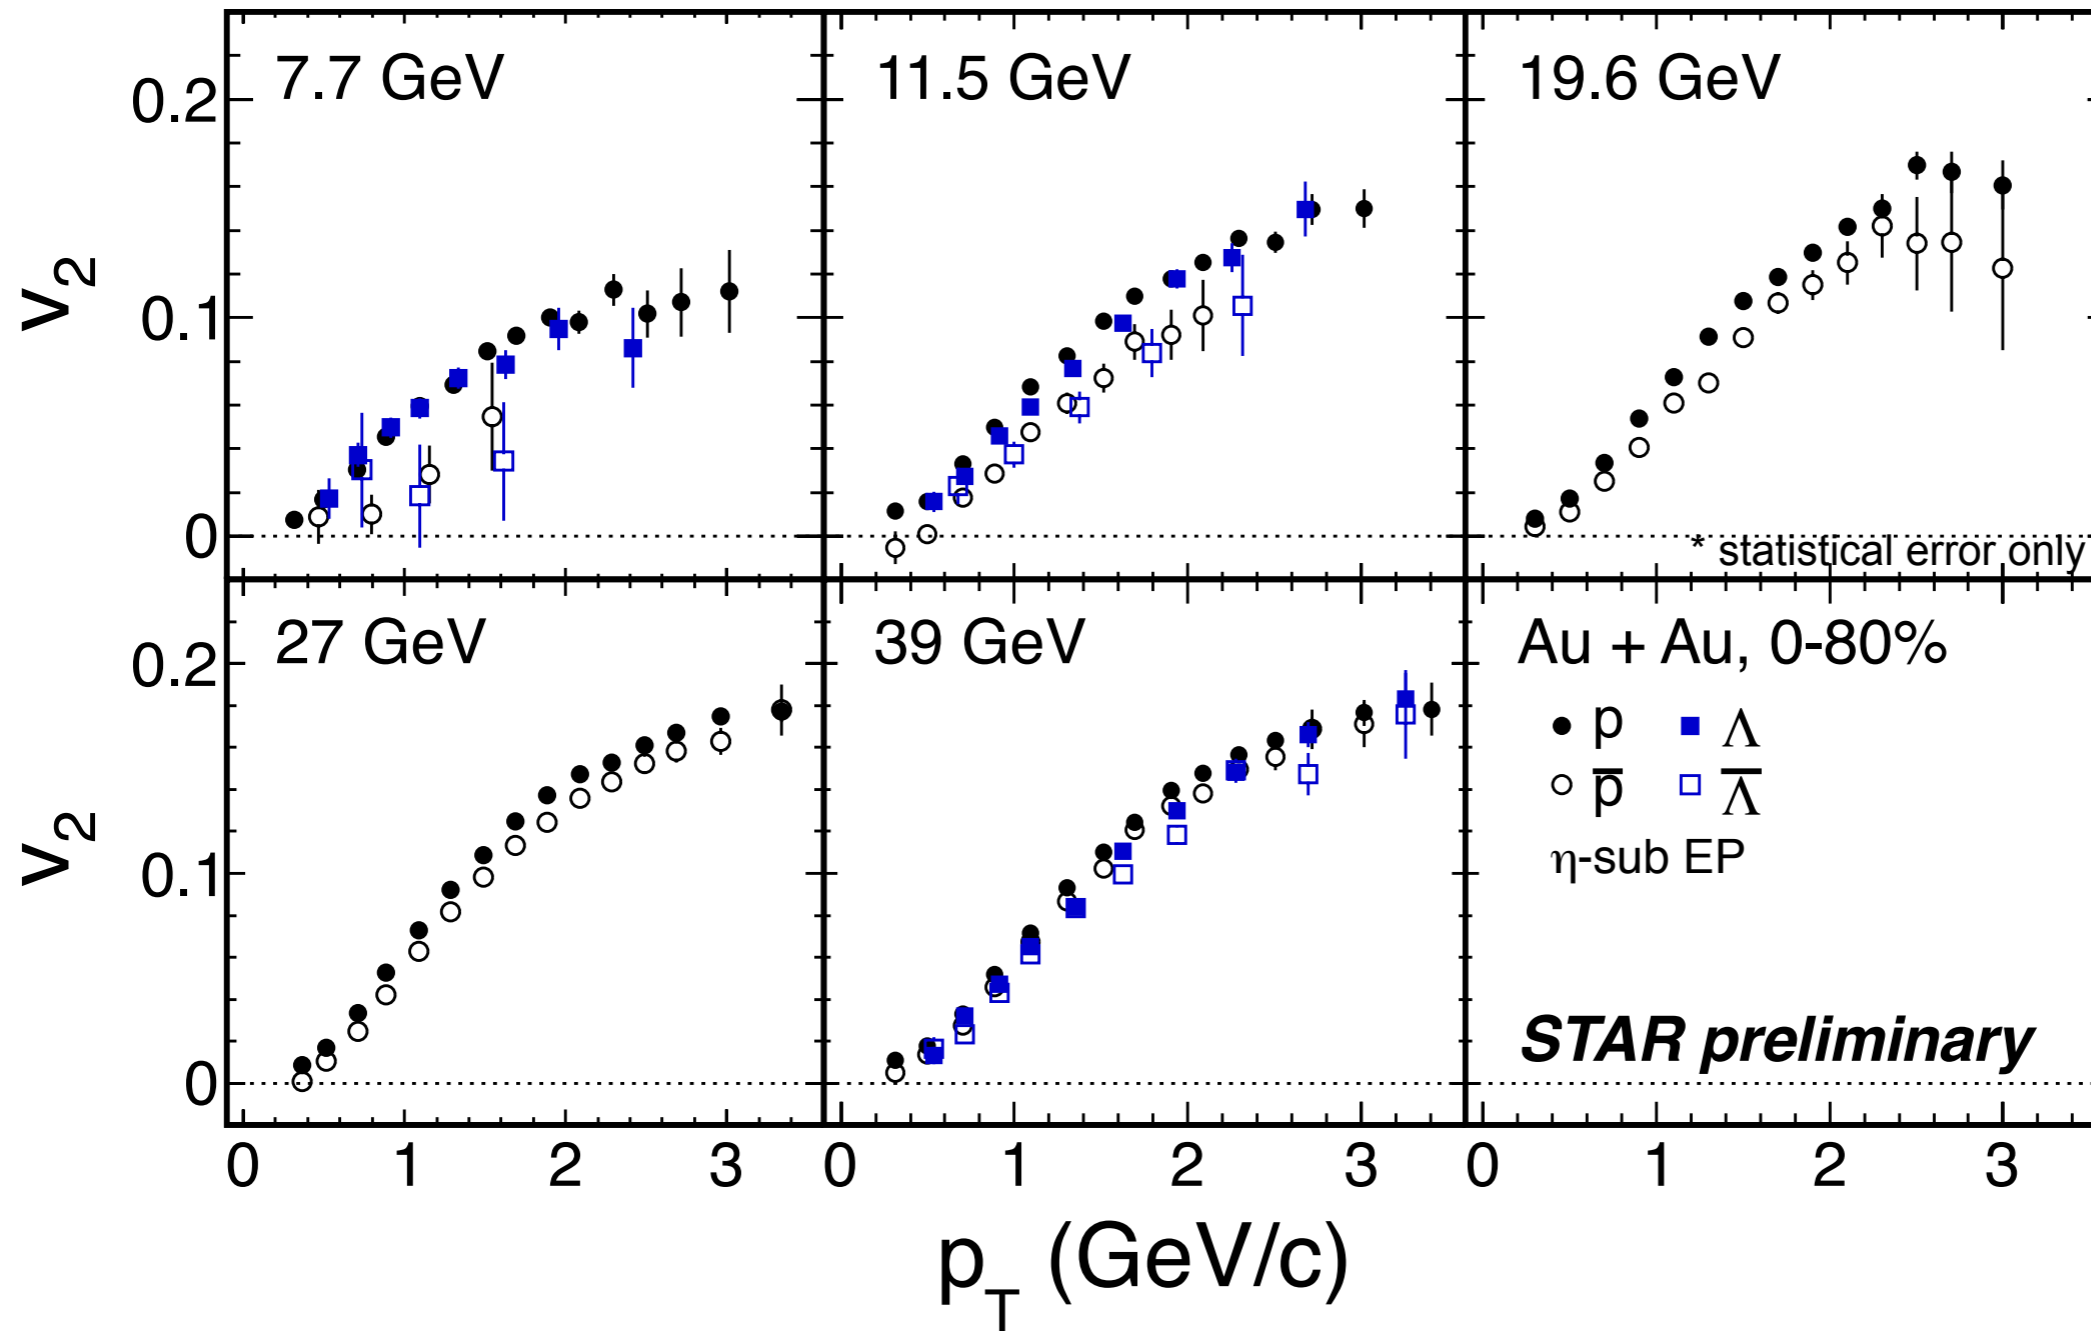 7.7 GeV
11.5 GeV
19.6 GeV
0.2
0.1
0
v2
* statistical error only
27 GeV
39 GeV
Au + Au, 0-80%
p Λ
p̅ Λ̅
η-sub EP
STAR preliminary
0.2
0.1
0
v2
0 1 2 3 0 1 2 3 0 1 2 3
pT (GeV/c)